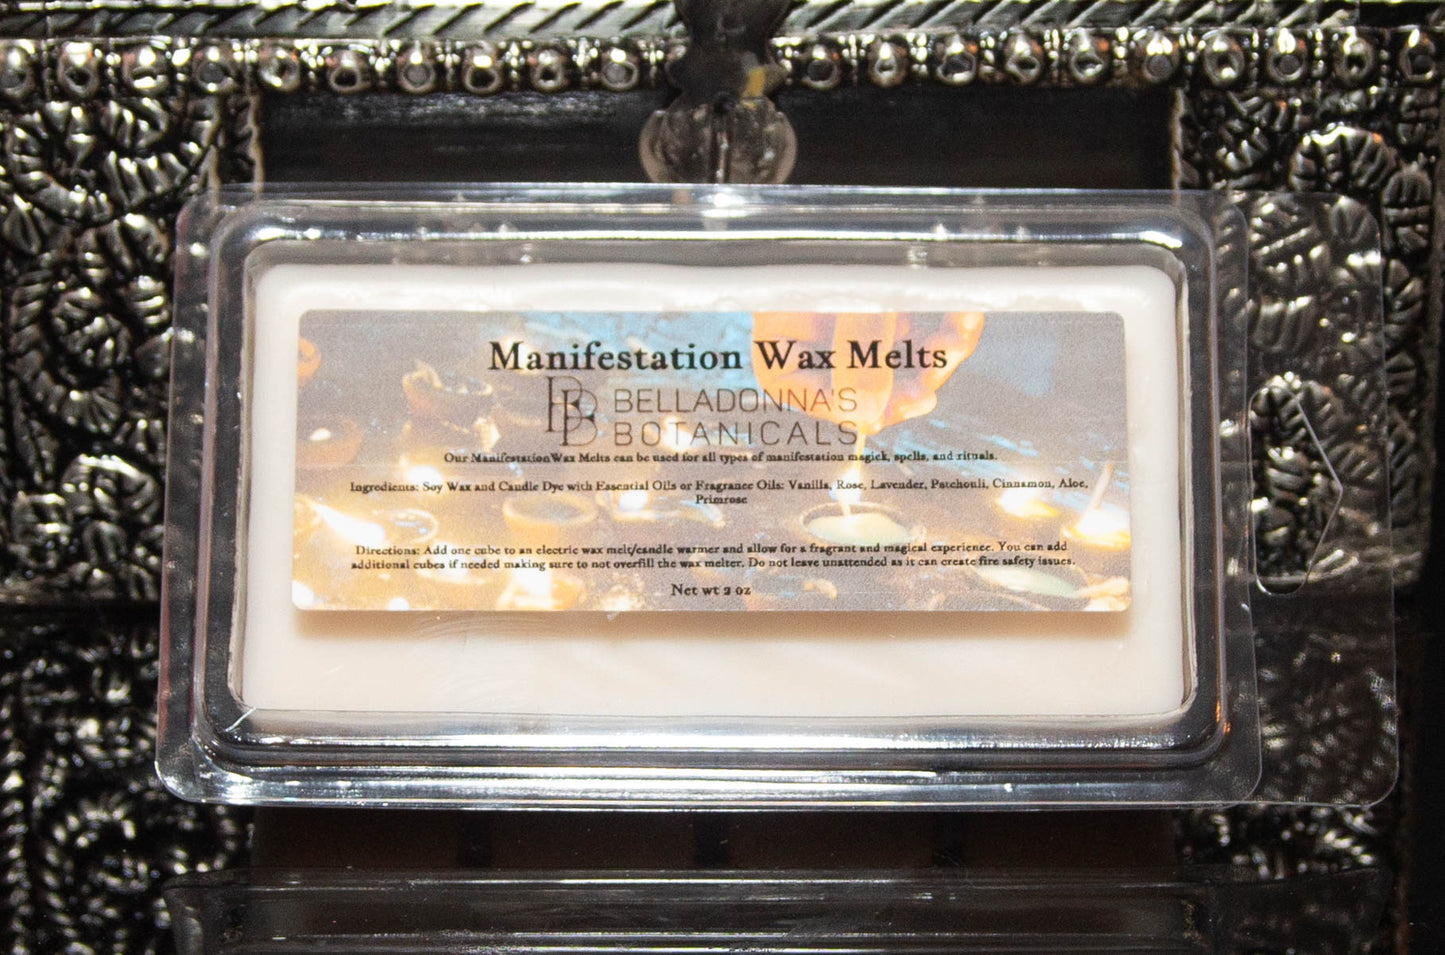 Manifestation Wax Melts
BB BELLADONNA'S
BOTANICALS
Our ManifestationWax Melts can be used for all types of manifestation magick, spells, and rituals.
Ingredients: Soy Wax and Candle Dye with Essential Oils or Fragrance Oils: Vanilla, Rose, Lavender, Patchouli, Cinnamon, Aloe,
Primrose
Directions: Add one cube to an electric wax melt/candle warmer and allow for a fragrant and magical experience. You can add
additional cubes if needed making sure to not overfill the wax melter. Do not leave unattended as it can create fire safety issues.
Net wt 2 oz